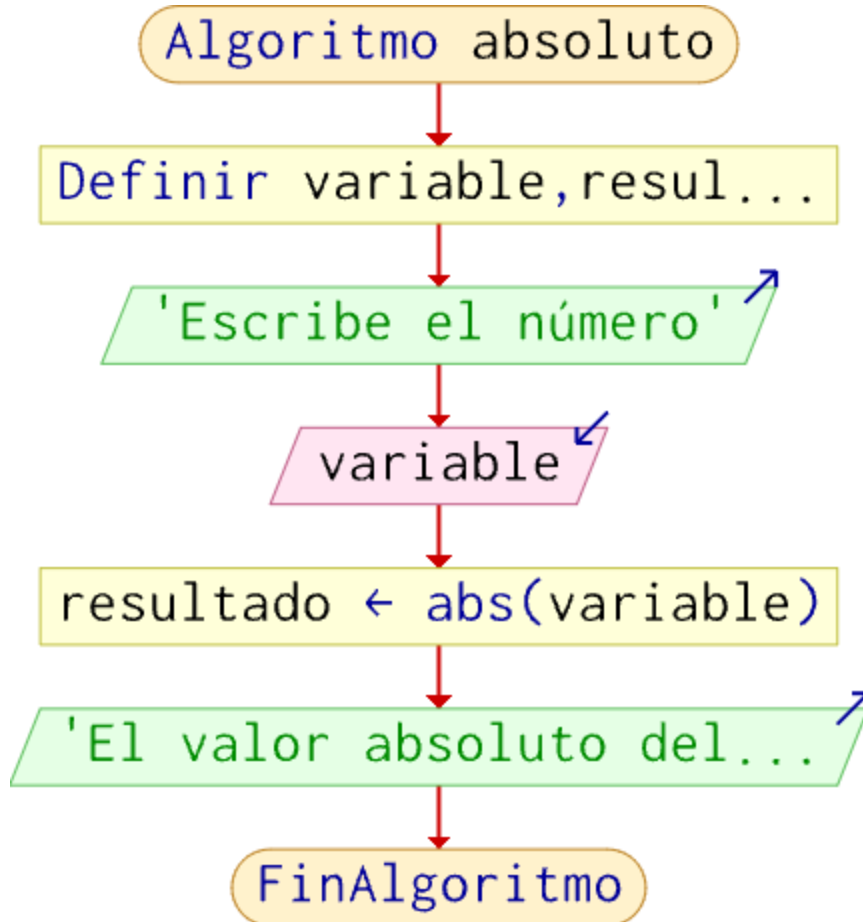 Algoritmo absoluto
Definir variable,resul...
'Escribe el número'
variable
resultado ← abs(variable)
'El valor absoluto del...
FinAlgoritmo